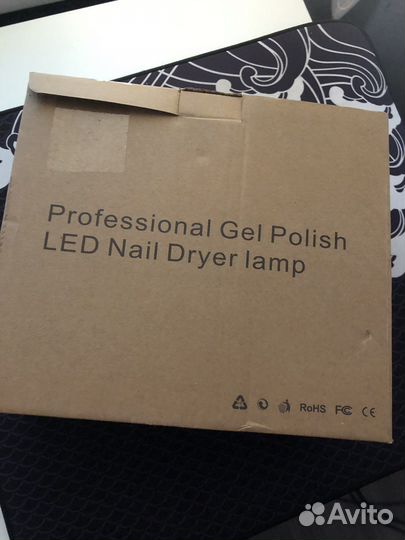 Professional Gel Polish
LED Nail Dryer lamp
RoHS FC CE
Avito